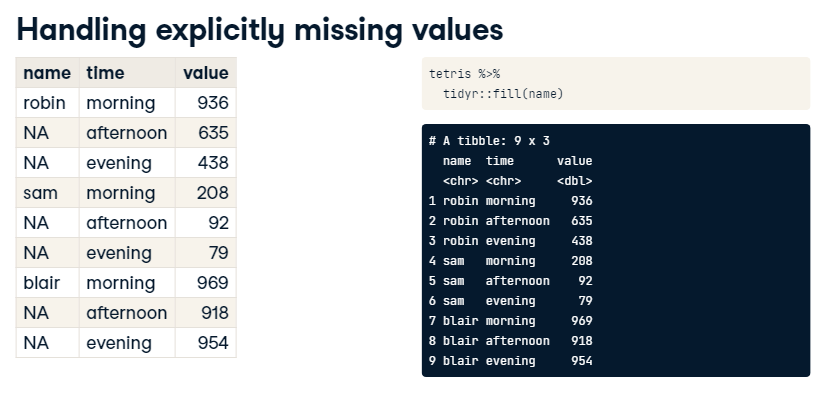 Handling explicitly missing values
name time value
robin morning 936
NA afternoon 635
NA evening 438
sam morning 208
NA afternoon 92
NA evening 79
blair morning 969
NA afternoon 918
NA evening 954
tetris %>%
  tidyr::fill(name)
# A tibble: 9 x 3
  name  time      value
  <chr> <chr>     <dbl>
1 robin morning     936
2 robin afternoon   635
3 robin evening     438
4 sam   morning     208
5 sam   afternoon    92
6 sam   evening      79
7 blair morning     969
8 blair afternoon   918
9 blair evening     954